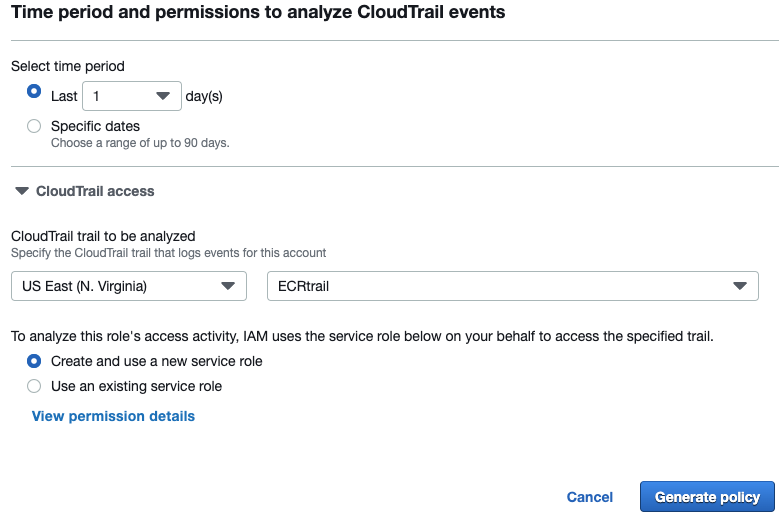 Time period and permissions to analyze CloudTrail events
Select time period
Last 1 day(s)
Specific dates
Choose a range of up to 90 days.
CloudTrail access
CloudTrail trail to be analyzed
Specify the CloudTrail trail that logs events for this account
US East (N. Virginia) ECRtrail
To analyze this role's access activity, IAM uses the service role below on your behalf to access the specified trail.
Create and use a new service role
Use an existing service role
View permission details
Cancel Generate policy